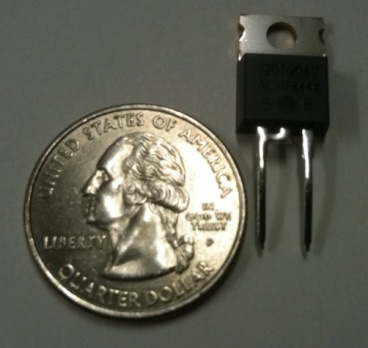 UNITED STATES OF AMERICA
LIBERTY
IN
GOD WE
TRUST
P
QUARTER DOLLAR